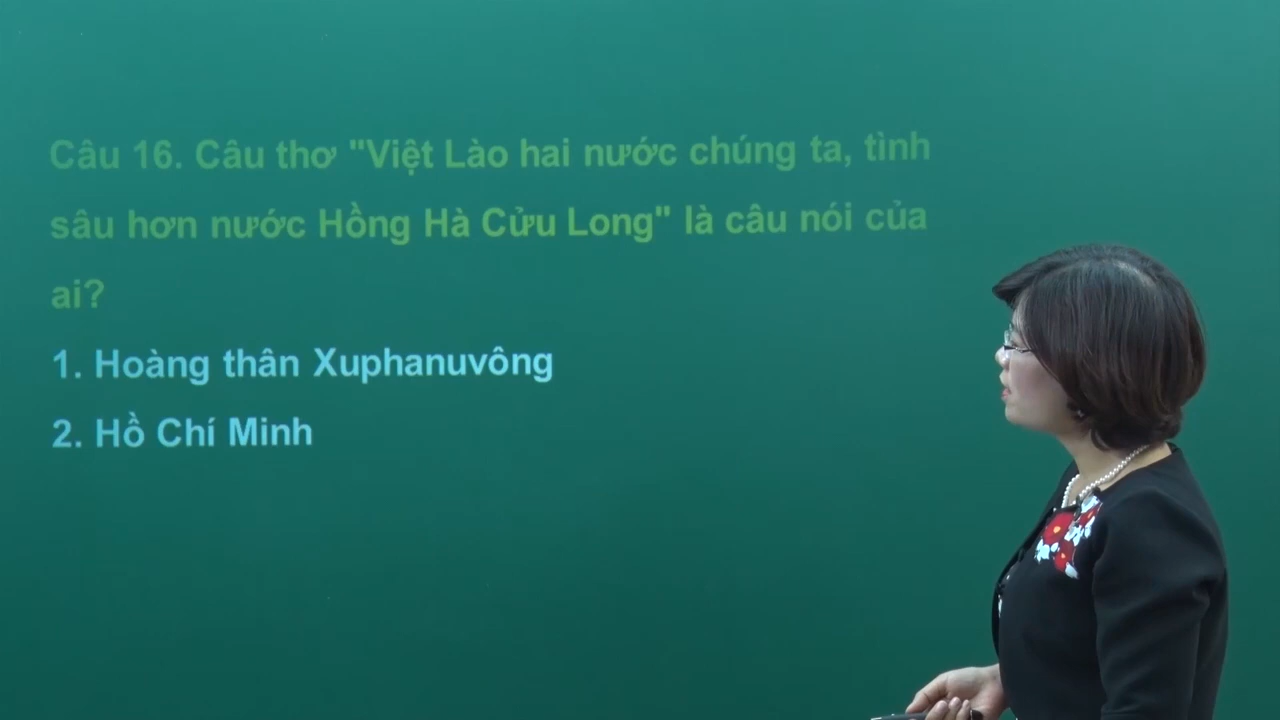 Câu 16. Câu thơ "Việt Lào hai nước chúng ta, tình
sâu hơn nước Hồng Hà Cửu Long" là câu nói của
ai?
1. Hoàng thân Xuphanuvông
2. Hồ Chí Minh